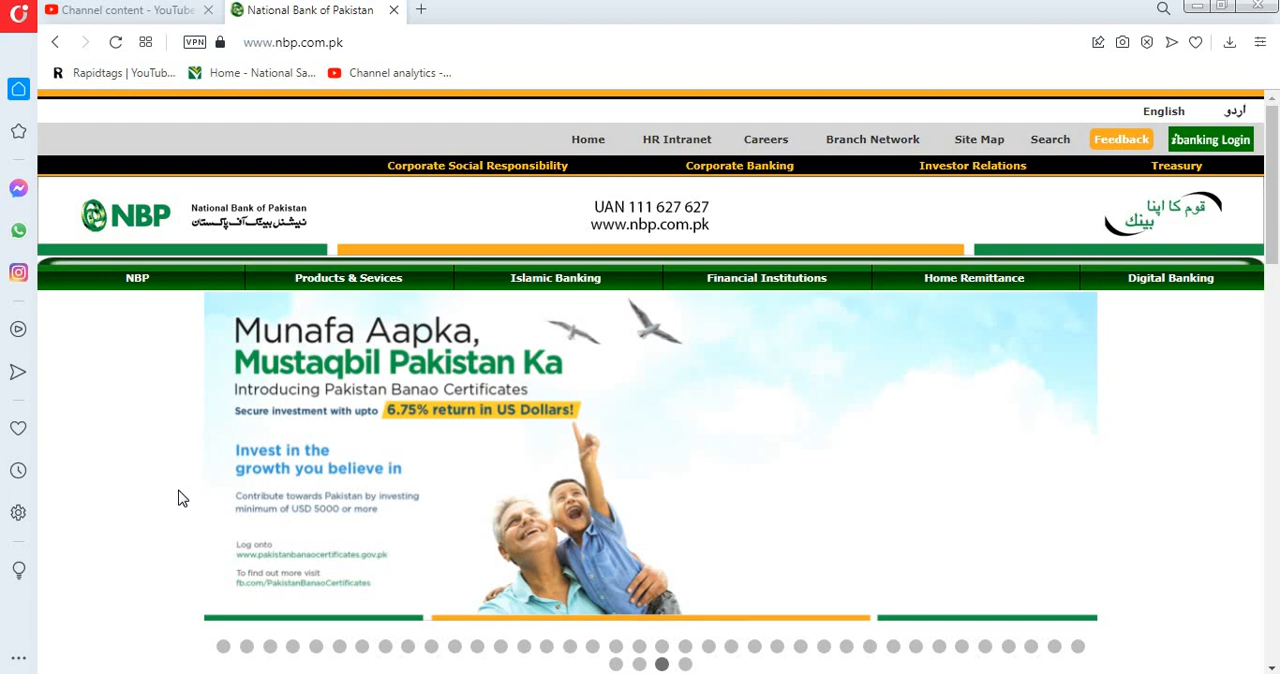 Channel content - YouTube
National Bank of Pakistan
VPN
www.nbp.com.pk
R Rapidtags | YouTub...
Home - National Sa...
Channel analytics -...
English
اردو
Home
HR Intranet
Careers
Branch Network
Site Map
Search
Feedback
ibanking Login
Corporate Social Responsibility
Corporate Banking
Investor Relations
Treasury
NBP
National Bank of Pakistan
نیشنل بینک آف پاکستان
UAN 111 627 627
www.nbp.com.pk
قوم کا اپنا
بینک
NBP
Products & Sevices
Islamic Banking
Financial Institutions
Home Remittance
Digital Banking
Munafa Aapka,
Mustaqbil Pakistan Ka
Introducing Pakistan Banao Certificates
Secure investment with upto 6.75% return in US Dollars!
Invest in the
growth you believe in
Contribute towards Pakistan by investing
minimum of USD 5000 or more
Log onto
www.pakistanbanaocertificates.gov.pk
To find out more visit
fb.com/PakistanBanaoCertificates